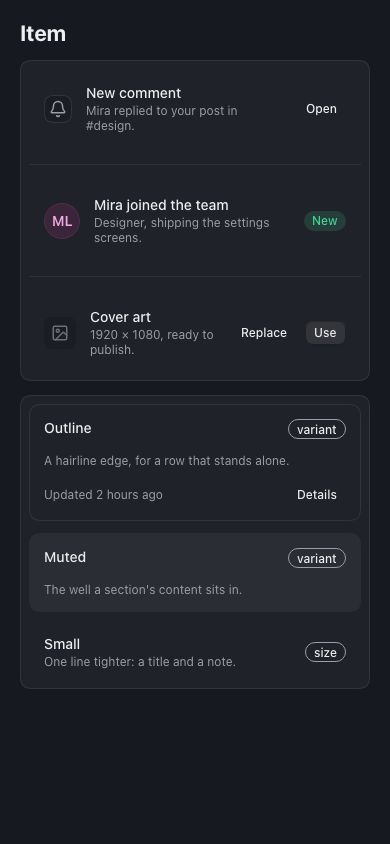 Item
New comment
Mira replied to your post in
#design.
Open
ML
Mira joined the team
Designer, shipping the settings
screens.
New
Cover art
1920 × 1080, ready to
publish.
Replace
Use
Outline
variant
A hairline edge, for a row that stands alone.
Updated 2 hours ago
Details
Muted
variant
The well a section's content sits in.
Small
One line tighter: a title and a note.
size